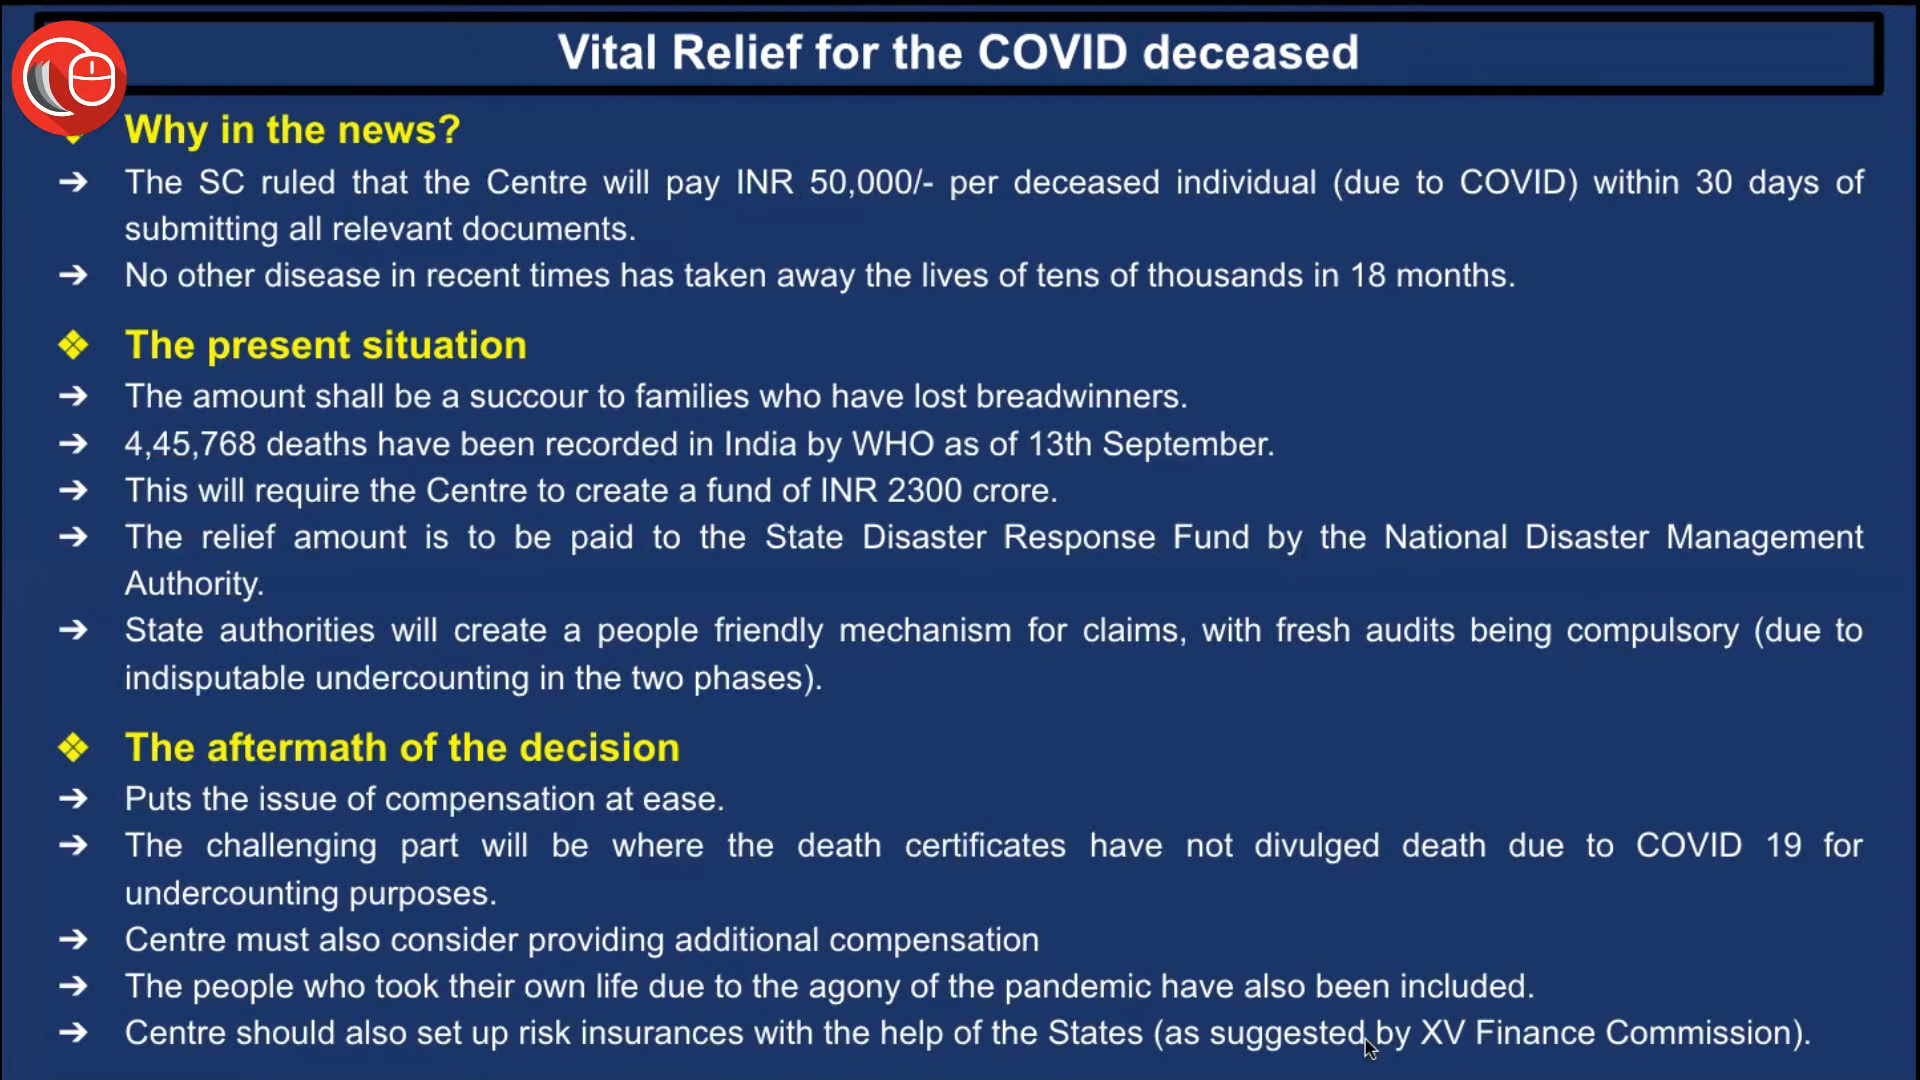 Vital Relief for the COVID deceased
❖ Why in the news?
➔ The SC ruled that the Centre will pay INR 50,000/- per deceased individual (due to COVID) within 30 days of
submitting all relevant documents.
➔ No other disease in recent times has taken away the lives of tens of thousands in 18 months.
❖ The present situation
➔ The amount shall be a succour to families who have lost breadwinners.
➔ 4,45,768 deaths have been recorded in India by WHO as of 13th September.
➔ This will require the Centre to create a fund of INR 2300 crore.
➔ The relief amount is to be paid to the State Disaster Response Fund by the National Disaster Management
Authority.
➔ State authorities will create a people friendly mechanism for claims, with fresh audits being compulsory (due to
indisputable undercounting in the two phases).
❖ The aftermath of the decision
➔ Puts the issue of compensation at ease.
➔ The challenging part will be where the death certificates have not divulged death due to COVID 19 for
undercounting purposes.
➔ Centre must also consider providing additional compensation
➔ The people who took their own life due to the agony of the pandemic have also been included.
➔ Centre should also set up risk insurances with the help of the States (as suggested by XV Finance Commission).